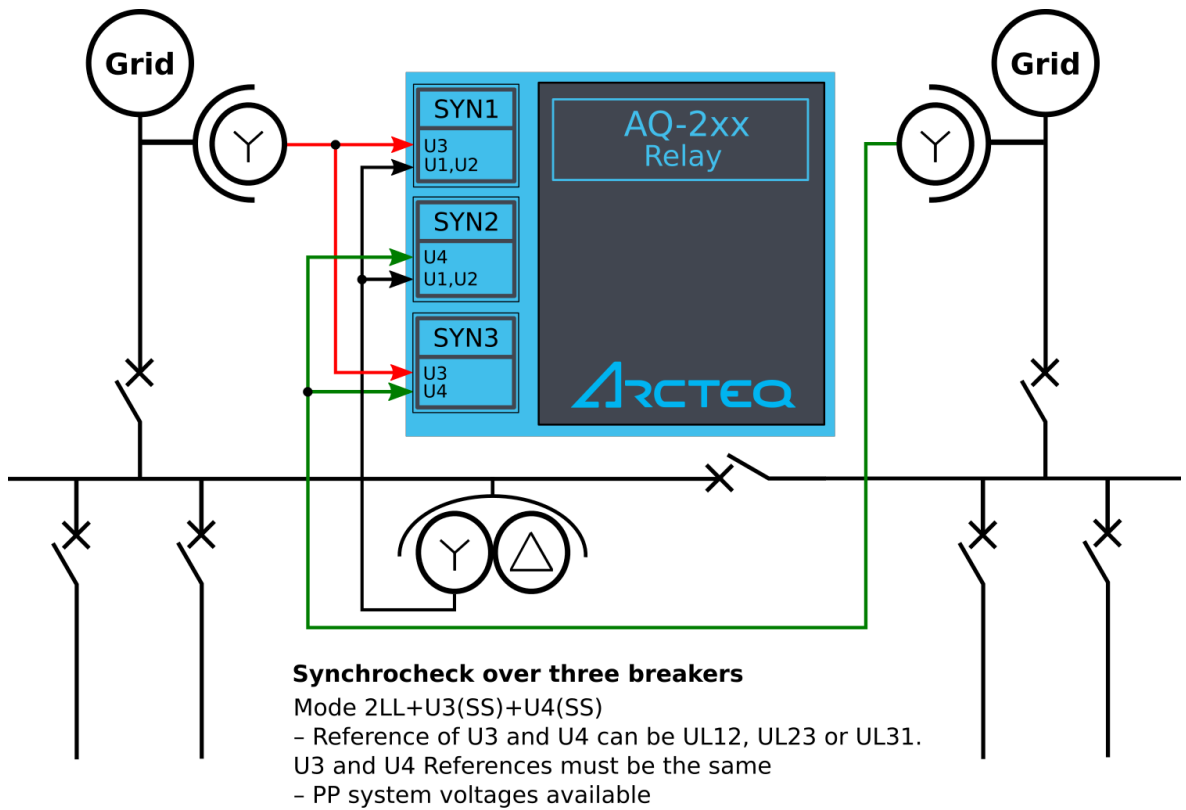 Grid
Grid
SYN1
U3
U1,U2
SYN2
U4
U1,U2
SYN3
U3
U4
AQ-2xx
Relay
ARCTEQ
Synchrocheck over three breakers
Mode 2LL+U3(SS)+U4(SS)
– Reference of U3 and U4 can be UL12, UL23 or UL31.
U3 and U4 References must be the same
– PP system voltages available